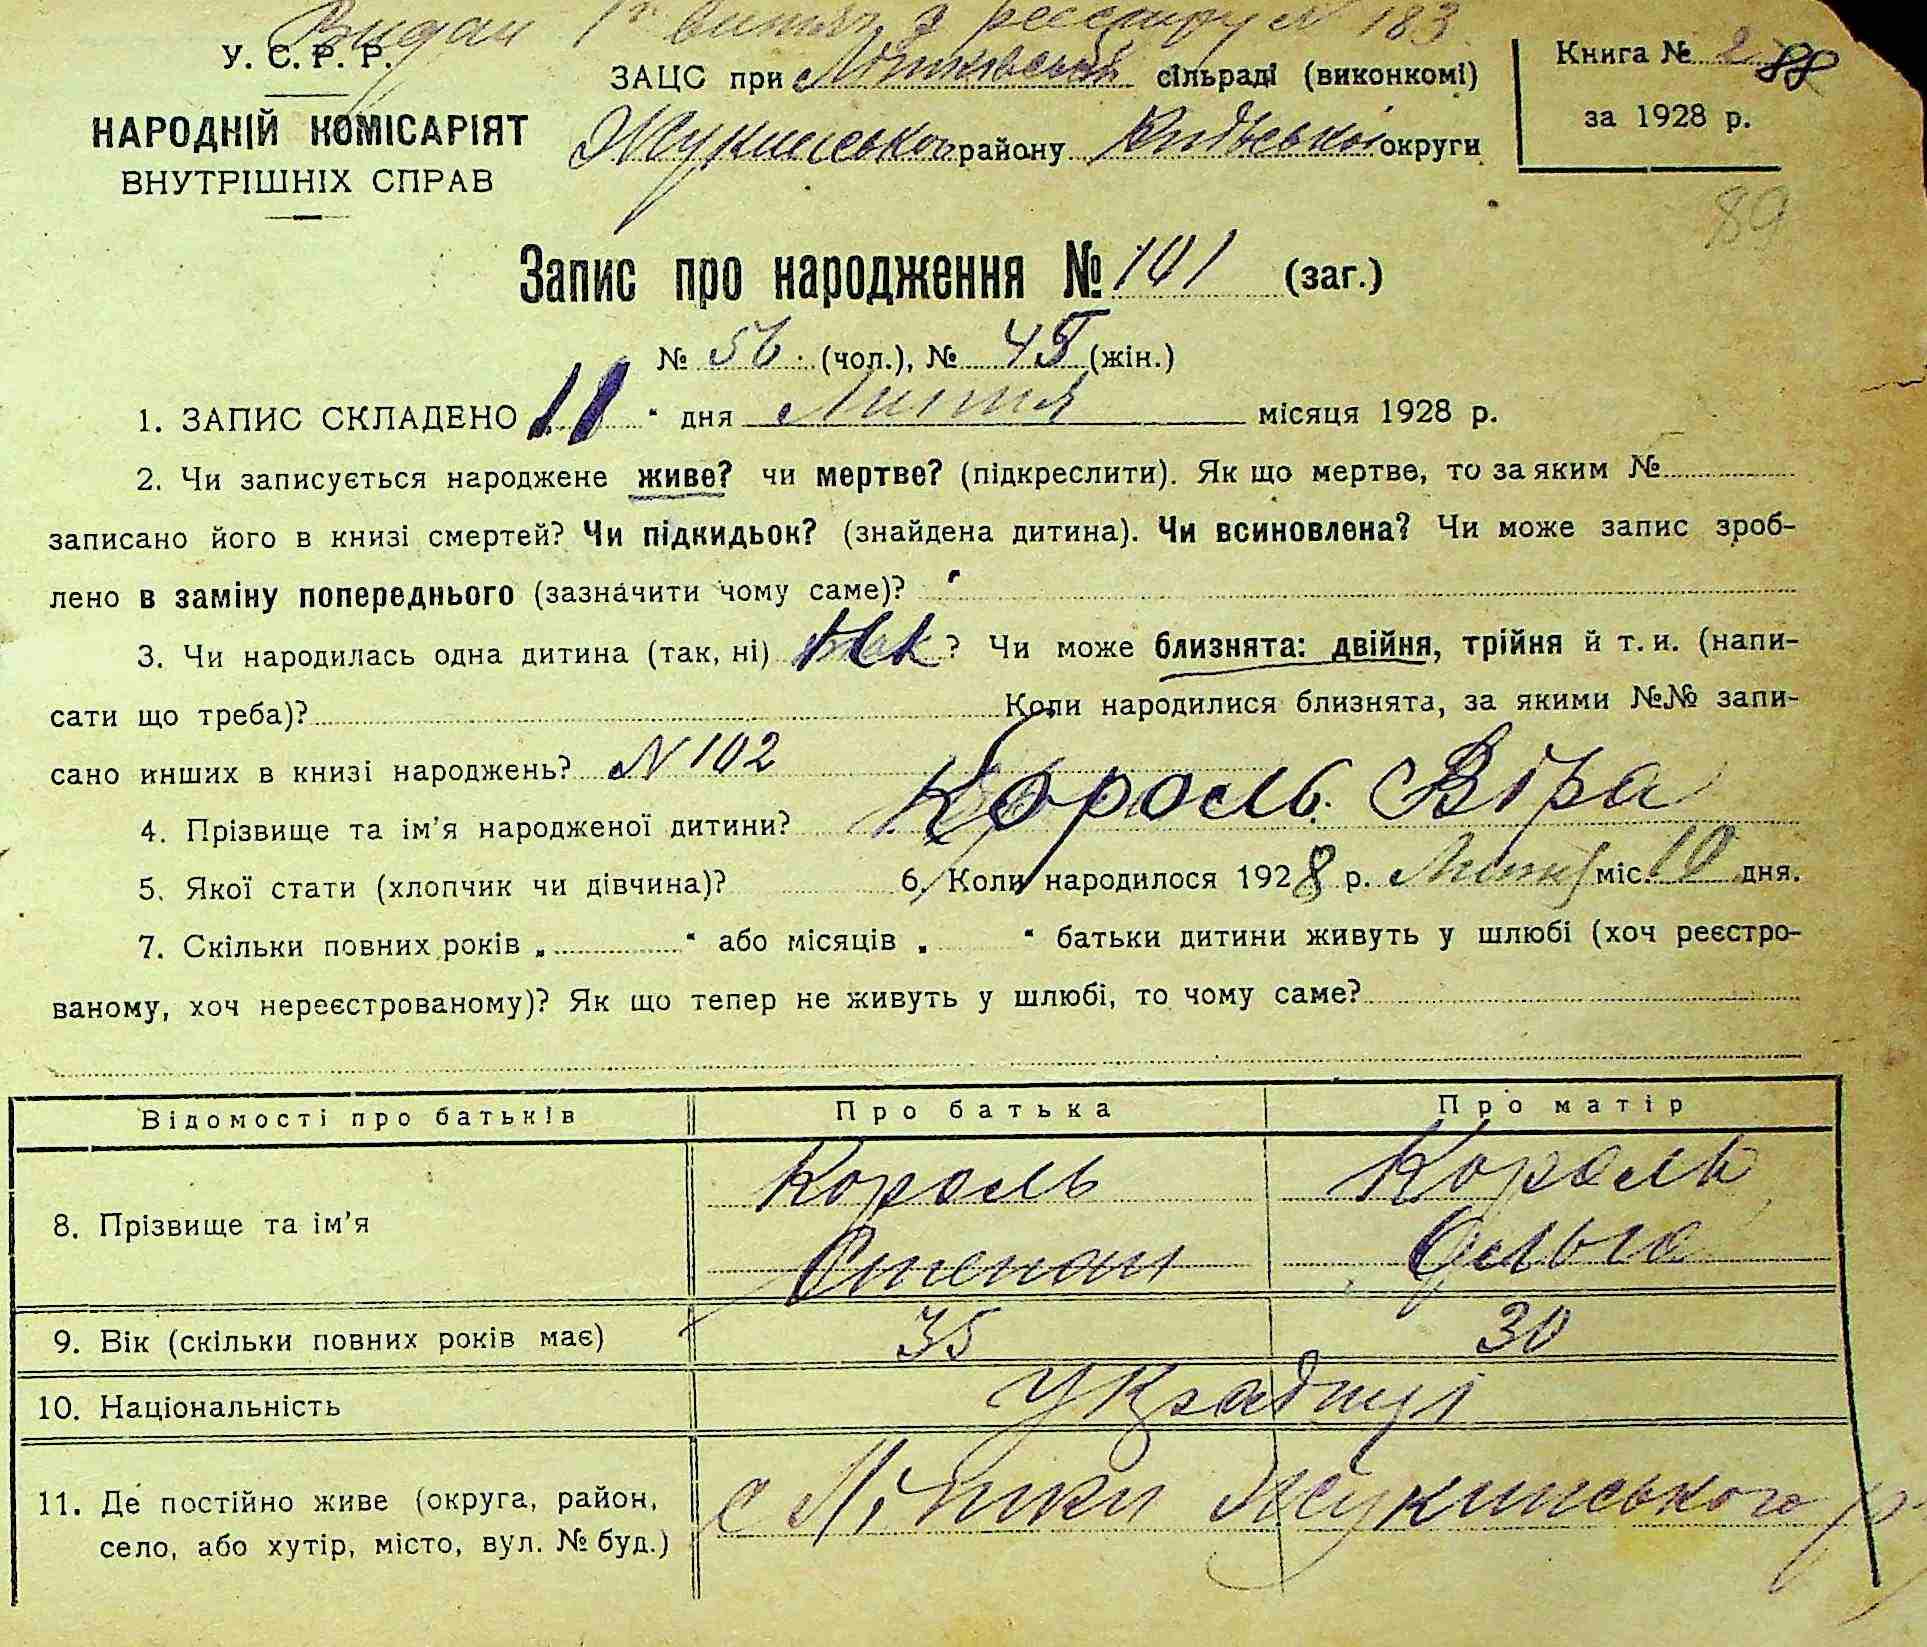 Видан 1й витяг з реєстру № 183
У. С. Р. Р.
НАРОДНІЙ КОМІСАРІЯТ
ВНУТРІШНІХ СПРАВ
ЗАЦС при Літківській сільраді (виконкомі)
Жукинського району Київської округи
Книга № 2 88
за 1928 р.
89
Запис про народження № 101 (заг.)
№ 56 (чол.), № 45 (жін.)
1. ЗАПИС СКЛАДЕНО 11 " дня місяця 1928 р.
2. Чи записується народжене живе? чи мертве? (підкреслити). Як що мертве, то за яким №
записано його в книзі смертей? Чи підкидьок? (знайдена дитина). Чи всиновлена? Чи може запис зроб-
лено в заміну попереднього (зазначити чому саме)?
3. Чи народилась одна дитина (так, ні) ? Чи може близнята: двійня, трійня й т. и. (напи-
сати що треба)? Коли народилися близнята, за якими №№ запи-
сано инших в книзі народжень? N 102
4. Прізвище та ім'я народженої дитини? Король Віра
5. Якої стати (хлопчик чи дівчина)? 6. Коли народилося 1928 р. міс. 10 дня.
7. Скільки повних років „ " або місяців „ " батьки дитини живуть у шлюбі (хоч реєстро-
ваному, хоч нереєстрованому)? Як що тепер не живуть у шлюбі, то чому саме?
Відомості про батьків Про батька Про матір
8. Прізвище та ім'я Король Степан Король Ольга
9. Вік (скільки повних років має) 35 30
10. Національність Українці
11. Де постійно живе (округа, район,
село, або хутір, місто, вул. № буд.) с Літки Жукинського р